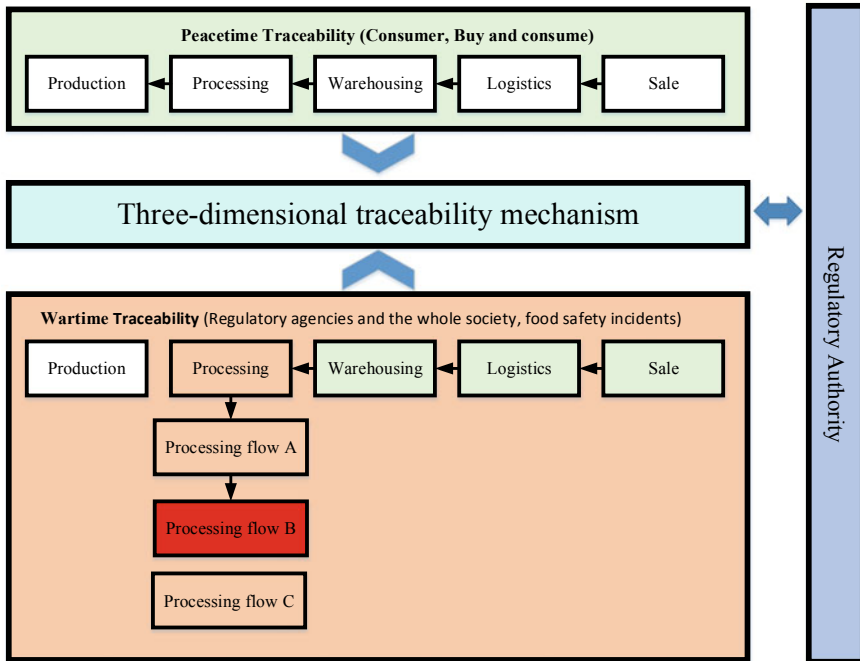 Peacetime Traceability (Consumer, Buy and consume)
Production
Processing
Warehousing
Logistics
Sale
Three-dimensional traceability mechanism
Wartime Traceability (Regulatory agencies and the whole society, food safety incidents)
Production
Processing
Warehousing
Logistics
Sale
Processing flow A
Processing flow B
Processing flow C
Regulatory Authority